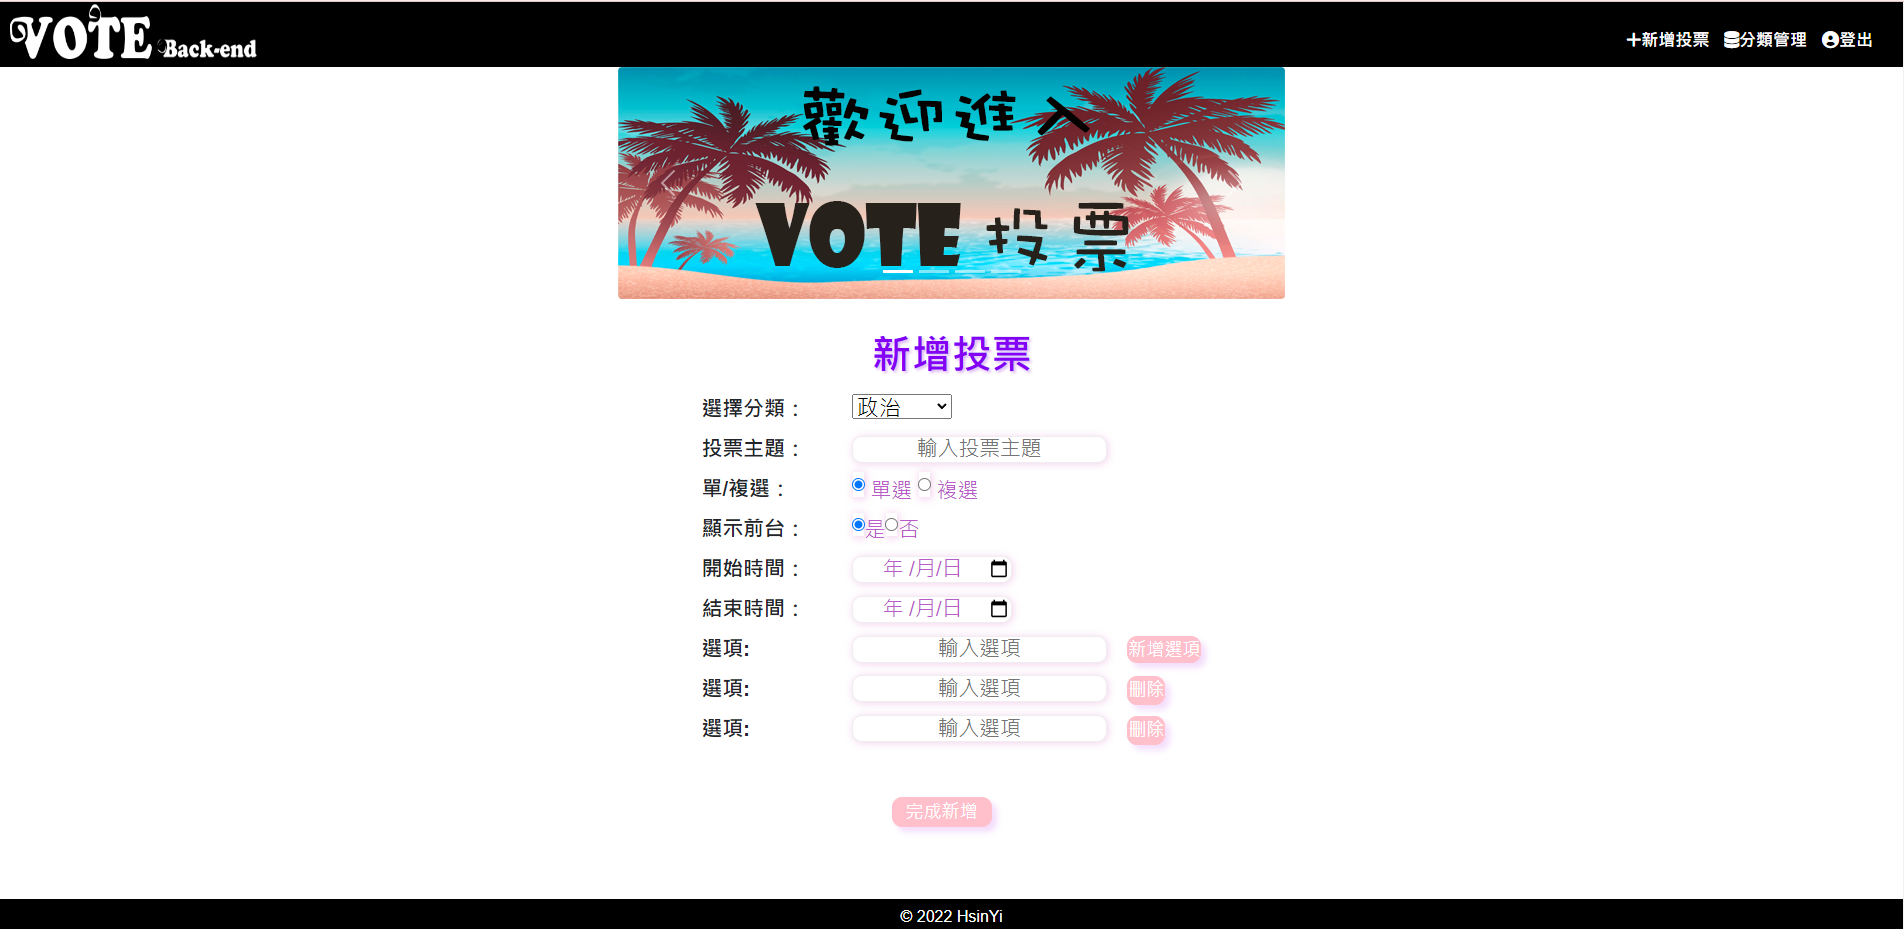 VOTE Back-end
新增投票 分類管理 登出
歡迎進入
VOTE 投票
新增投票
選擇分類： 政治
投票主題： 輸入投票主題
單/複選： 單選 複選
顯示前台： 是 否
開始時間： 年 /月/日
結束時間： 年 /月/日
選項: 輸入選項 新增選項
選項: 輸入選項 刪除
選項: 輸入選項 刪除
完成新增
© 2022 HsinYi